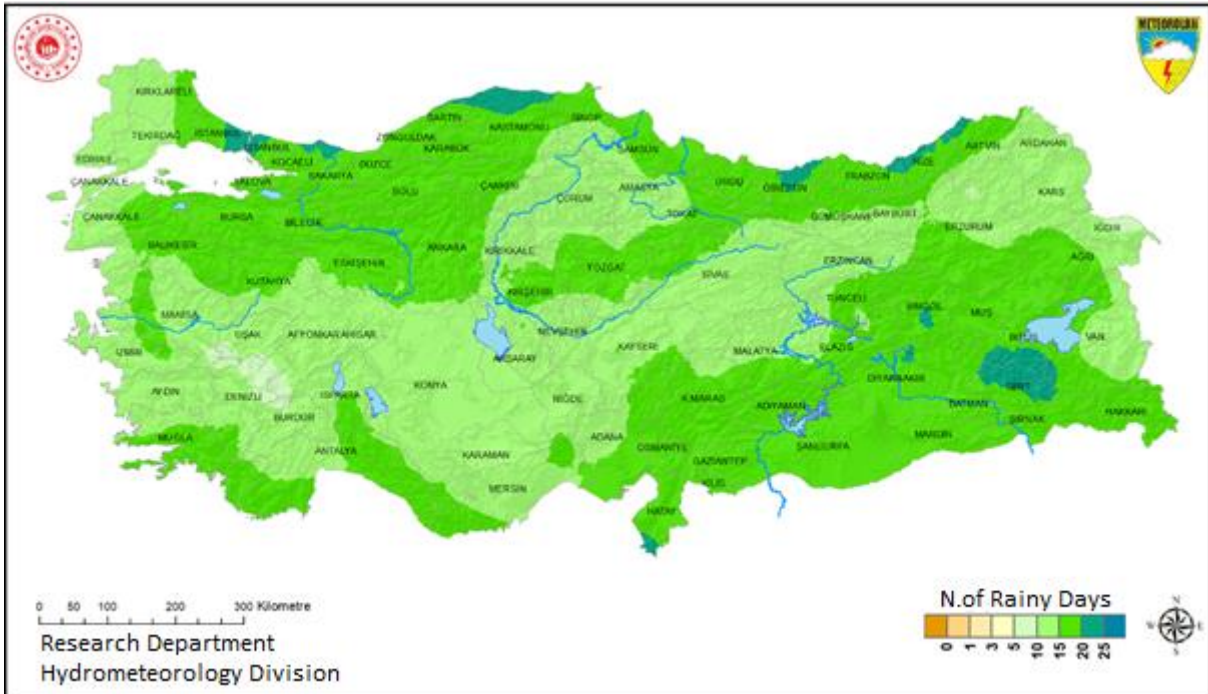 METEOROLOJİ
KIRKLARELİ
TEKİRDAĞ
İSTANBUL
EDİRNE
KOCAELİ
YALOVA
SAKARYA
DÜZCE
ZONGULDAK
BARTIN
KARABÜK
KASTAMONU
SİNOP
SAMSUN
ÇANAKKALE
ÇANAKKALE
BURSA
BİLECİK
BOLU
ÇANKIRI
ÇORUM
AMASYA
TOKAT
ORDU
GİRESUN
TRABZON
RİZE
ARTVİN
ARDAHAN
KARS
GÜMÜŞHANE
BAYBURT
ERZURUM
IĞDIR
AĞRI
BALIKESİR
ESKİŞEHİR
ANKARA
KIRIKKALE
YOZGAT
SİVAS
ERZİNCAN
KÜTAHYA
KIRŞEHİR
TUNCELİ
BİNGÖL
MUŞ
MANİSA
UŞAK
AFYONKARAHİSAR
NEVŞEHİR
KAYSERİ
MALATYA
ELAZIĞ
BİTLİS
VAN
İZMİR
AKSARAY
AYDIN
DENİZLİ
ISPARTA
KONYA
NİĞDE
K.MARAŞ
ADIYAMAN
DİYARBAKIR
SİİRT
BATMAN
ŞIRNAK
HAKKARİ
BURDUR
MUĞLA
ANTALYA
KARAMAN
ADANA
OSMANİYE
GAZİANTEP
ŞANLIURFA
MARDİN
MERSİN
KİLİS
HATAY
0 50 100 200 300 Kilometre
Research Department
Hydrometeorology Division
N.of Rainy Days
0 1 3 5 10 15 20 25
N
W E
S